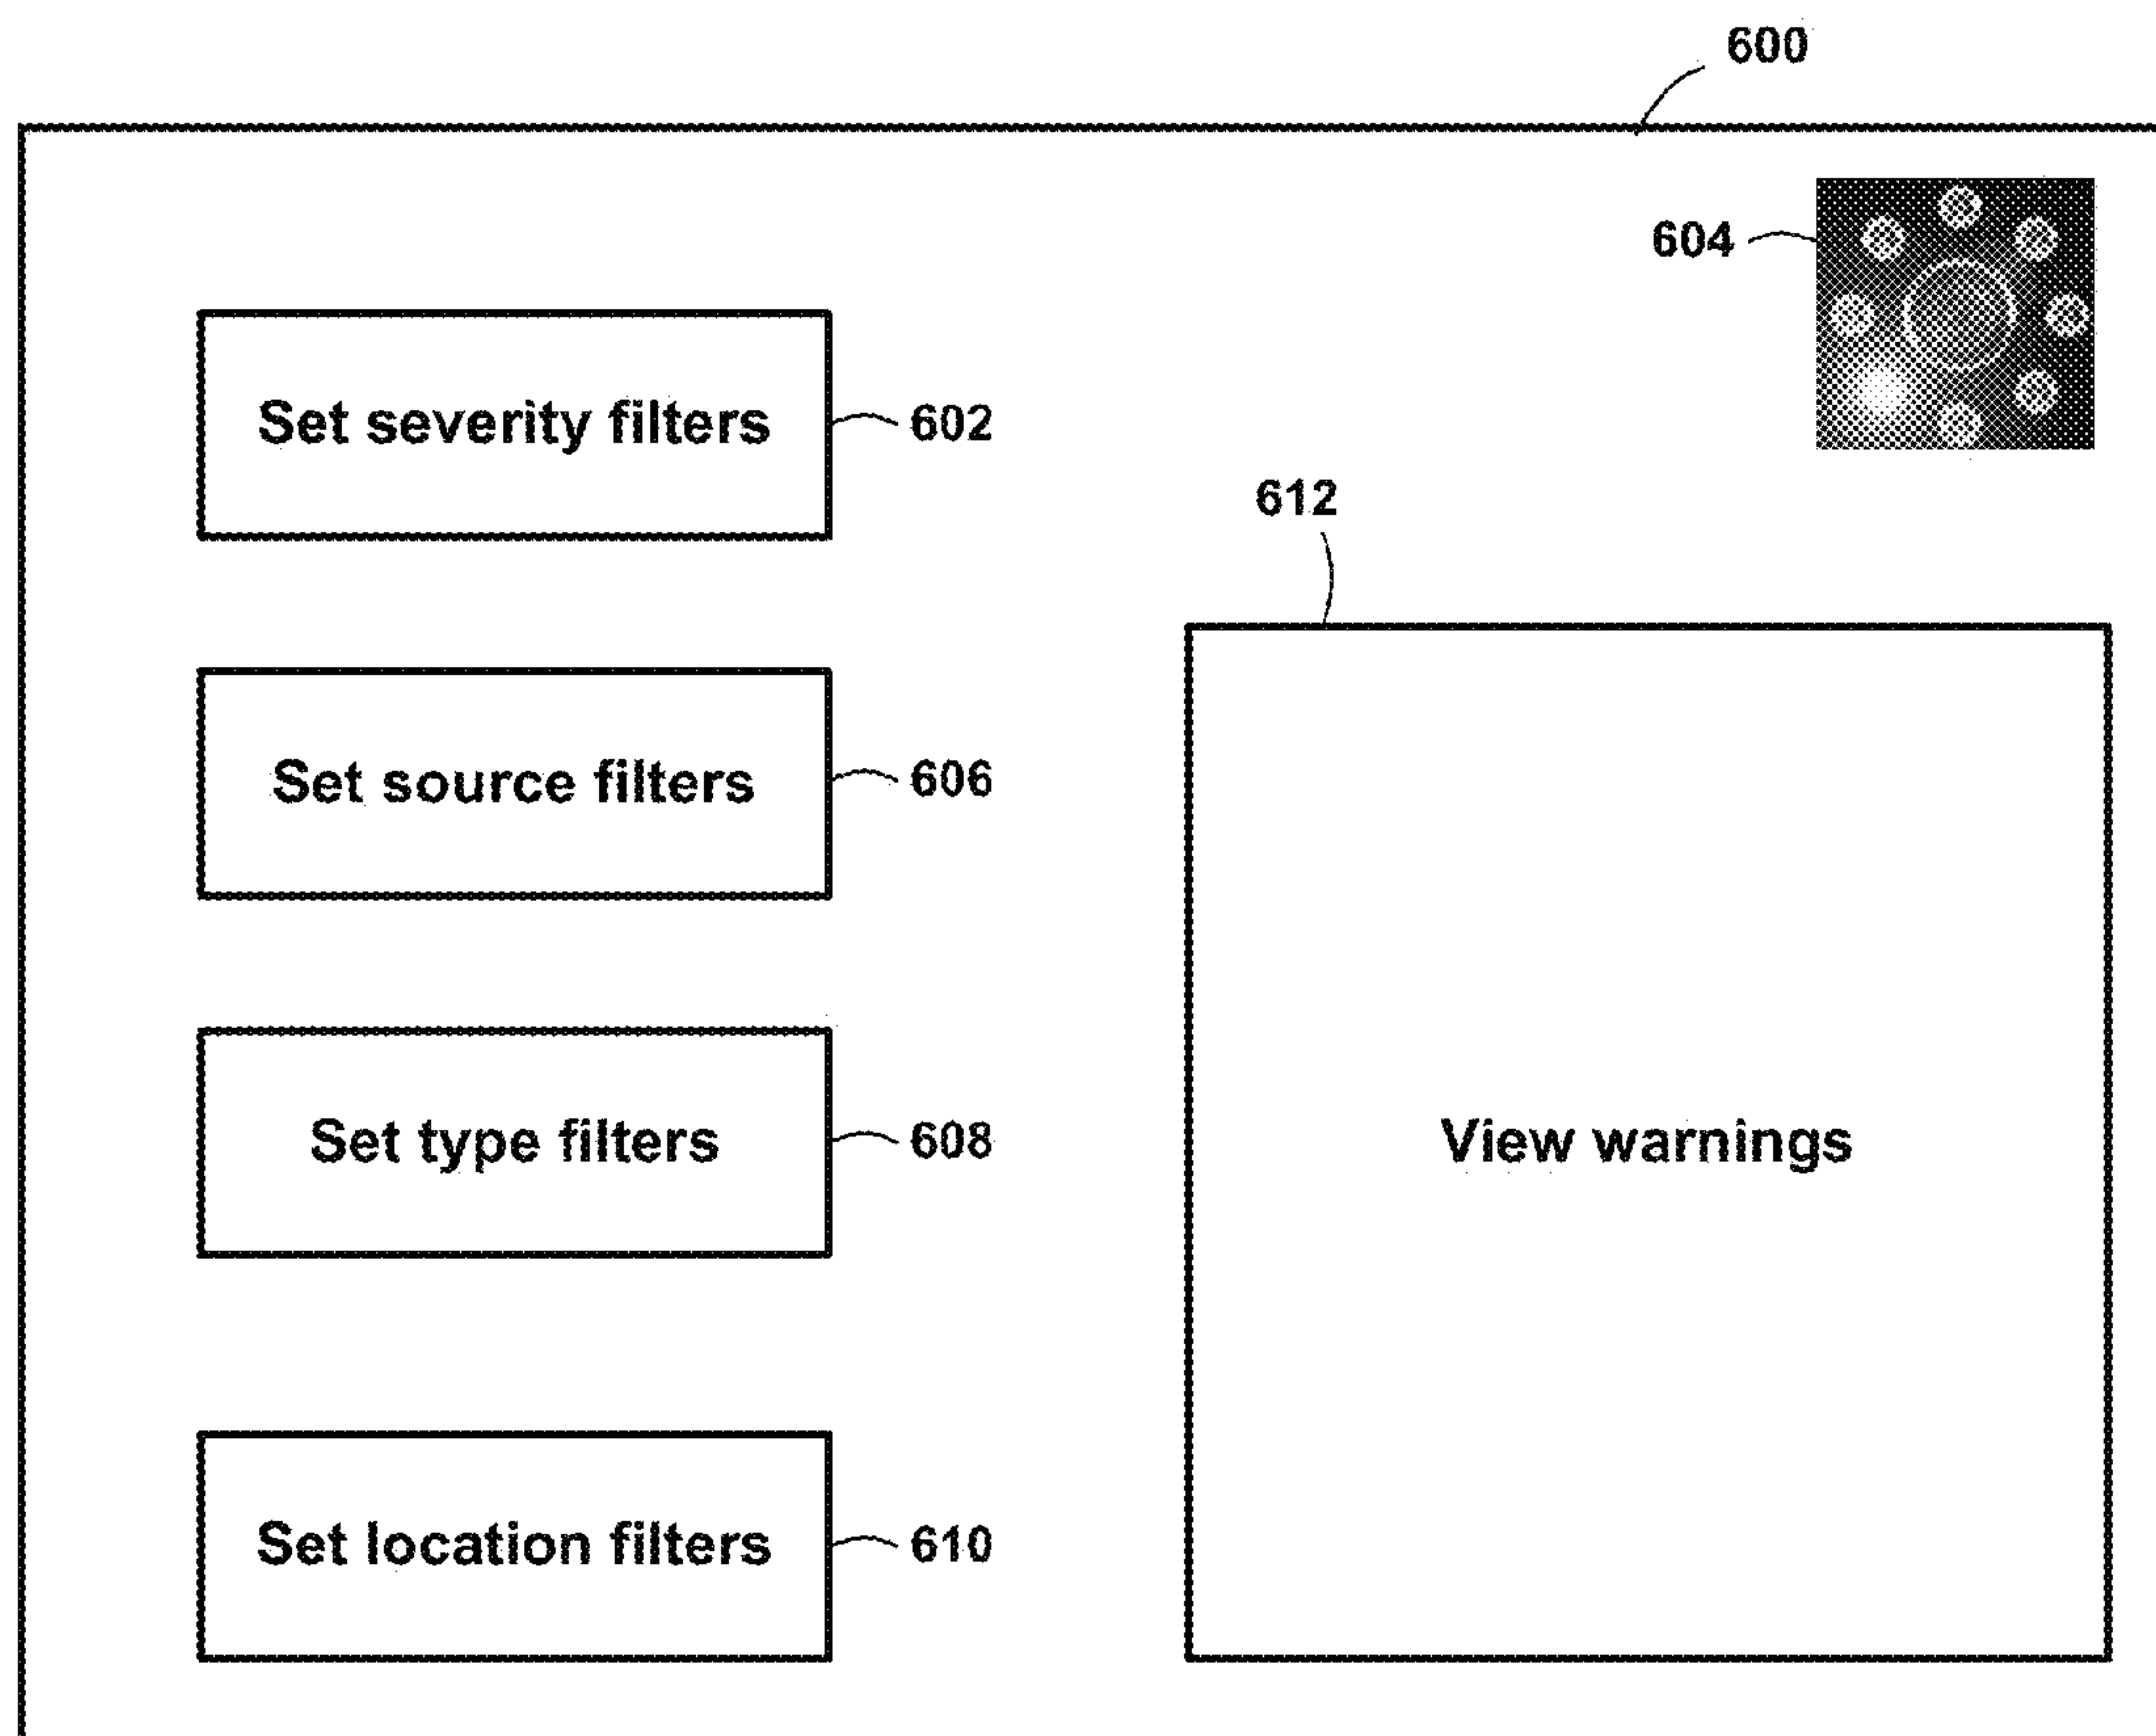 600
604
Set severity filters 602
612
Set source filters 606
Set type filters 608
View warnings
Set location filters 610